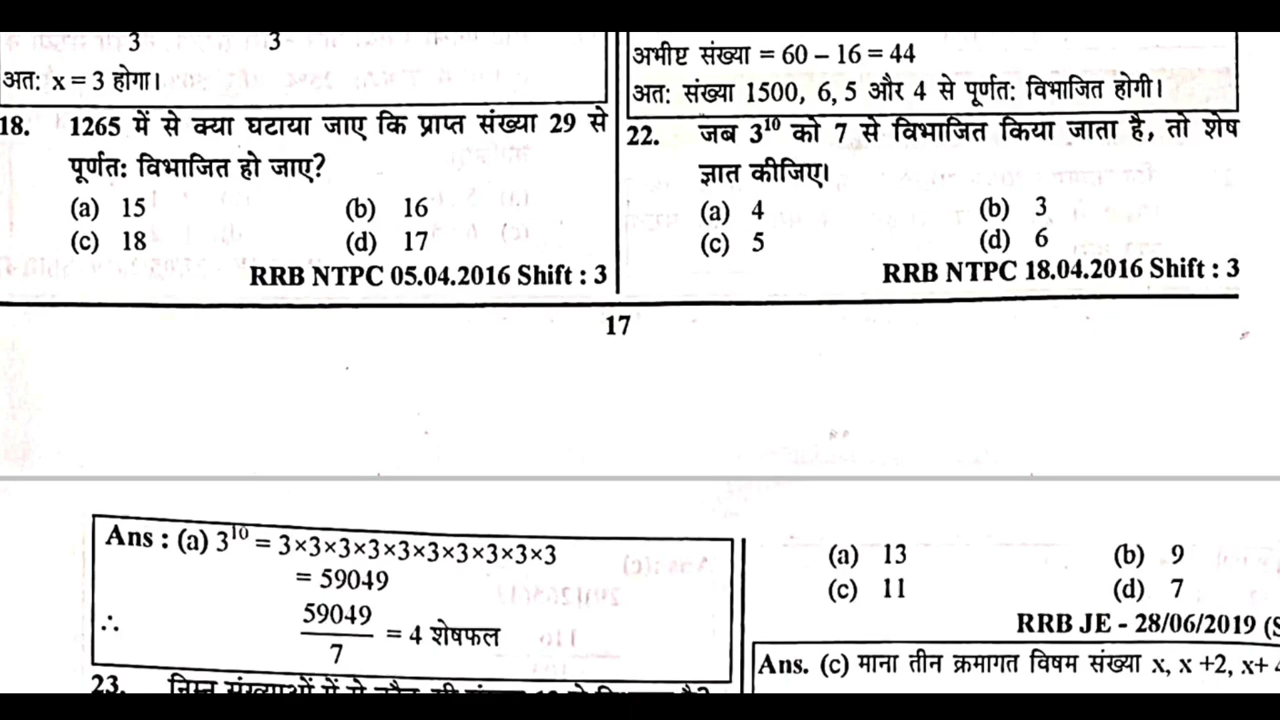 3 3
अत: x = 3 होगा।
18. 1265 में से क्या घटाया जाए कि प्राप्त संख्या 29 से
पूर्णत: विभाजित हो जाए?
(a) 15 (b) 16
(c) 18 (d) 17
RRB NTPC 05.04.2016 Shift : 3
अभीष्ट संख्या = 60 – 16 = 44
अत: संख्या 1500, 6, 5 और 4 से पूर्णत: विभाजित होगी।
22. जब 3¹⁰ को 7 से विभाजित किया जाता है, तो शेष
ज्ञात कीजिए।
(a) 4 (b) 3
(c) 5 (d) 6
RRB NTPC 18.04.2016 Shift : 3
17
Ans : (a) 3¹⁰ = 3×3×3×3×3×3×3×3×3×3
= 59049
∴ 59049
7 = 4 शेषफल
23.
(a) 13 (b) 9
(c) 11 (d) 7
RRB JE - 28/06/2019 (S
Ans. (c) माना तीन क्रमागत विषम संख्या x, x +2, x+ 4